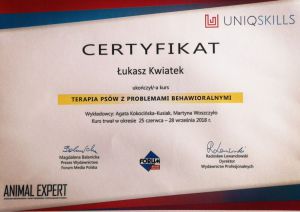 UNIQSKILLS
CERTYFIKAT
Łukasz Kwiatek
ukończył-a kurs
TERAPIA PSÓW Z PROBLEMAMI BEHAWIORALNYMI
Wykładowcy: Agata Kokocińska-Kusiak, Martyna Woszczyło
Kurs trwał w okresie 25 czerwca – 28 września 2018 r.
Magdalena Balanicka
Prezes Wydawnictwa
Forum Media Polska
FORUM
Radosław Lewandowski
Dyrektor
Wydawnictw Profesjonalnych
ANIMAL EXPERT